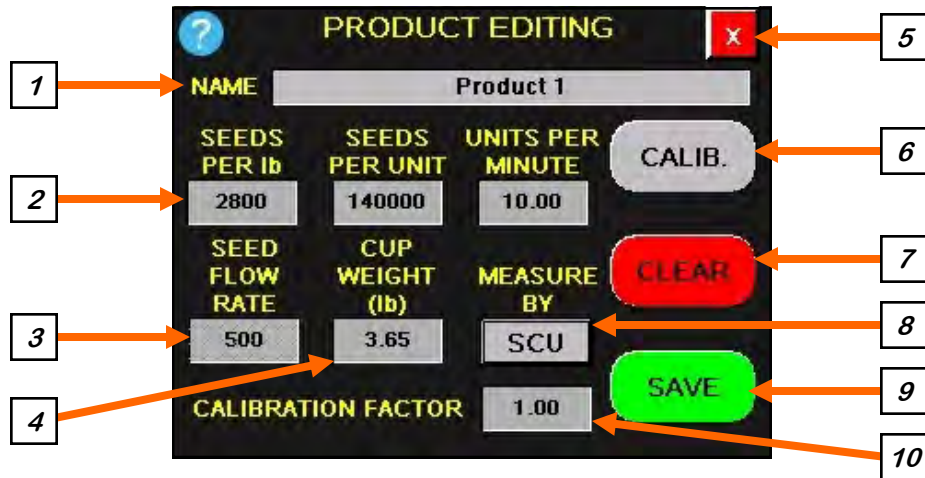 ? PRODUCT EDITING X 5
1 NAME Product 1
SEEDS PER lb SEEDS PER UNIT UNITS PER MINUTE CALIB. 6
2 2800 140000 10.00
SEED FLOW RATE CUP WEIGHT (lb) MEASURE BY CLEAR 7
3 500 3.65 SCU 8
SAVE 9
4 CALIBRATION FACTOR 1.00 10